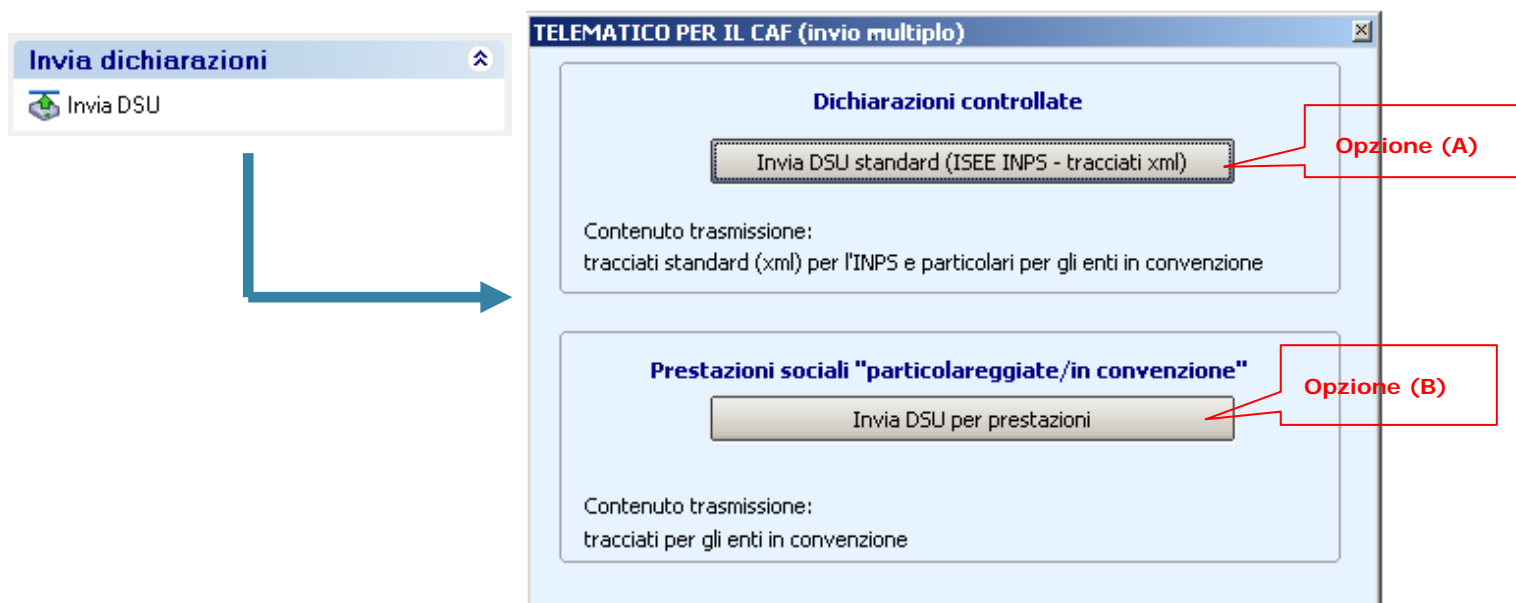 Invia dichiarazioni
Invia DSU
TELEMATICO PER IL CAF (invio multiplo)
Dichiarazioni controllate
Invia DSU standard (ISEE INPS - tracciati xml)
Opzione (A)
Contenuto trasmissione:
tracciati standard (xml) per l'INPS e particolari per gli enti in convenzione
Prestazioni sociali "particolareggiate/in convenzione"
Invia DSU per prestazioni
Opzione (B)
Contenuto trasmissione:
tracciati per gli enti in convenzione